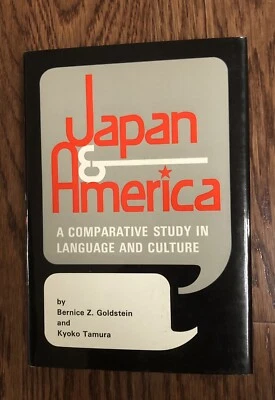 Japan
&
America
A COMPARATIVE STUDY IN
LANGUAGE AND CULTURE
by
Bernice Z. Goldstein
and
Kyoko Tamura